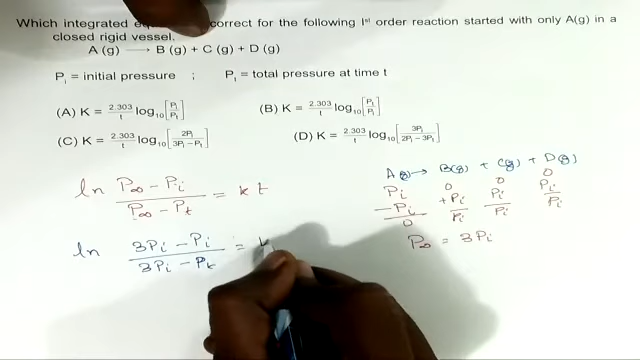 Which integrated equ correct for the following Iˢᵗ order reaction started with only A(g) in a
closed rigid vessel.
A (g) ⟶ B (g) + C (g) + D (g)
Pᵢ = initial pressure ; Pₜ = total pressure at time t
(A) K = 2.303/t log₁₀[Pᵢ/Pₜ] (B) K = 2.303/t log₁₀[Pₜ/Pᵢ]
(C) K = 2.303/t log₁₀[2Pᵢ/3Pᵢ – Pₜ] (D) K = 2.303/t log₁₀[3Pᵢ/2Pᵢ – 3Pₜ]
A(g) → B(g) + C(g) + D(g)
Pᵢ 0 0 0
– Pᵢ + Pᵢ Pᵢ Pᵢ
0 Pᵢ Pᵢ Pᵢ
P∞ = 3Pᵢ
ln P∞ – Pᵢ / P∞ – Pₜ = kt
ln 3Pᵢ – Pᵢ / 3Pᵢ – Pₜ = k